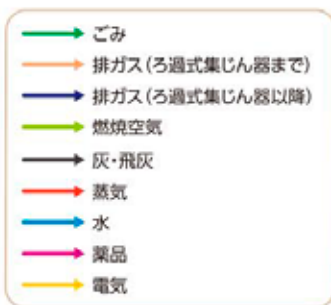 ごみ
排ガス(ろ過式集じん器まで)
排ガス(ろ過式集じん器以降)
燃焼空気
灰・飛灰
蒸気
水
薬品
電気